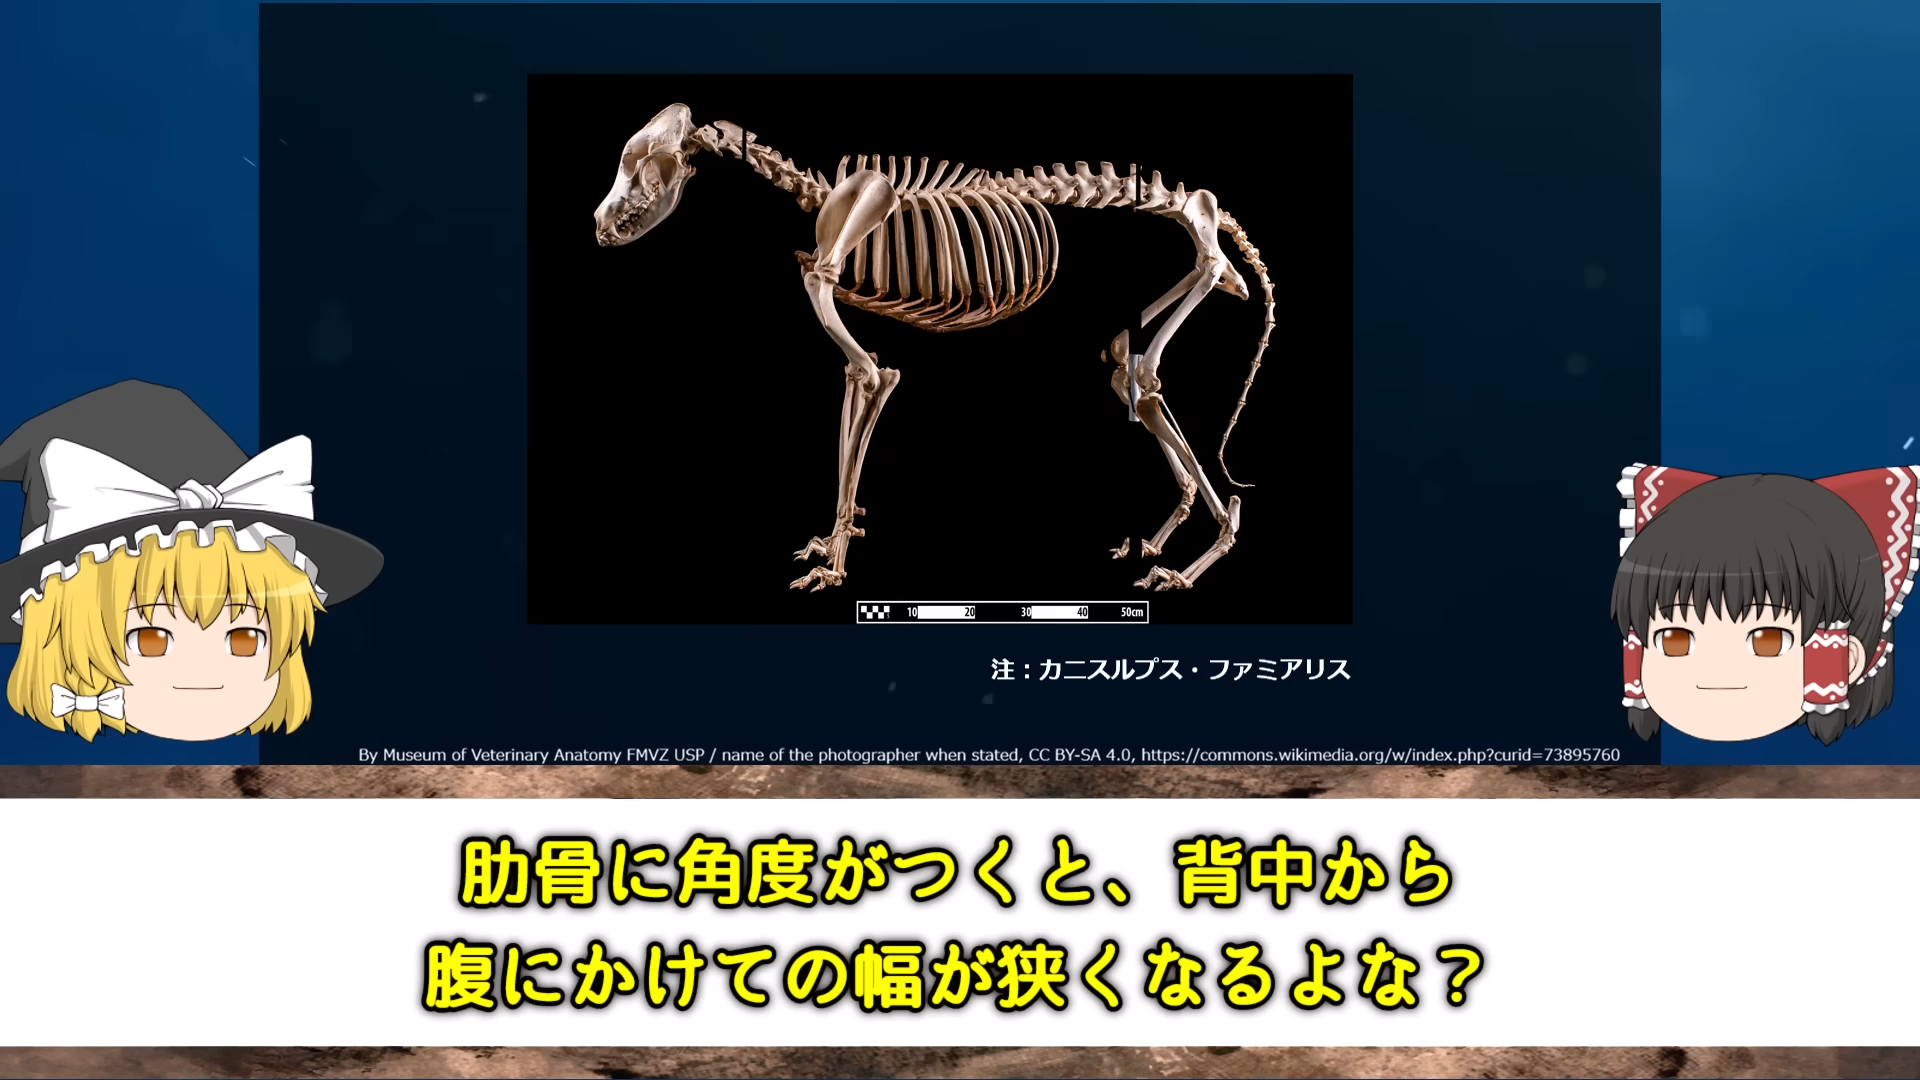 10 20 30 40 50cm
注：カニスルプス・ファミアリス
By Museum of Veterinary Anatomy FMVZ USP / name of the photographer when stated, CC BY-SA 4.0, https://commons.wikimedia.org/w/index.php?curid=73895760
肋骨に角度がつくと、背中から
腹にかけての幅が狭くなるよな？